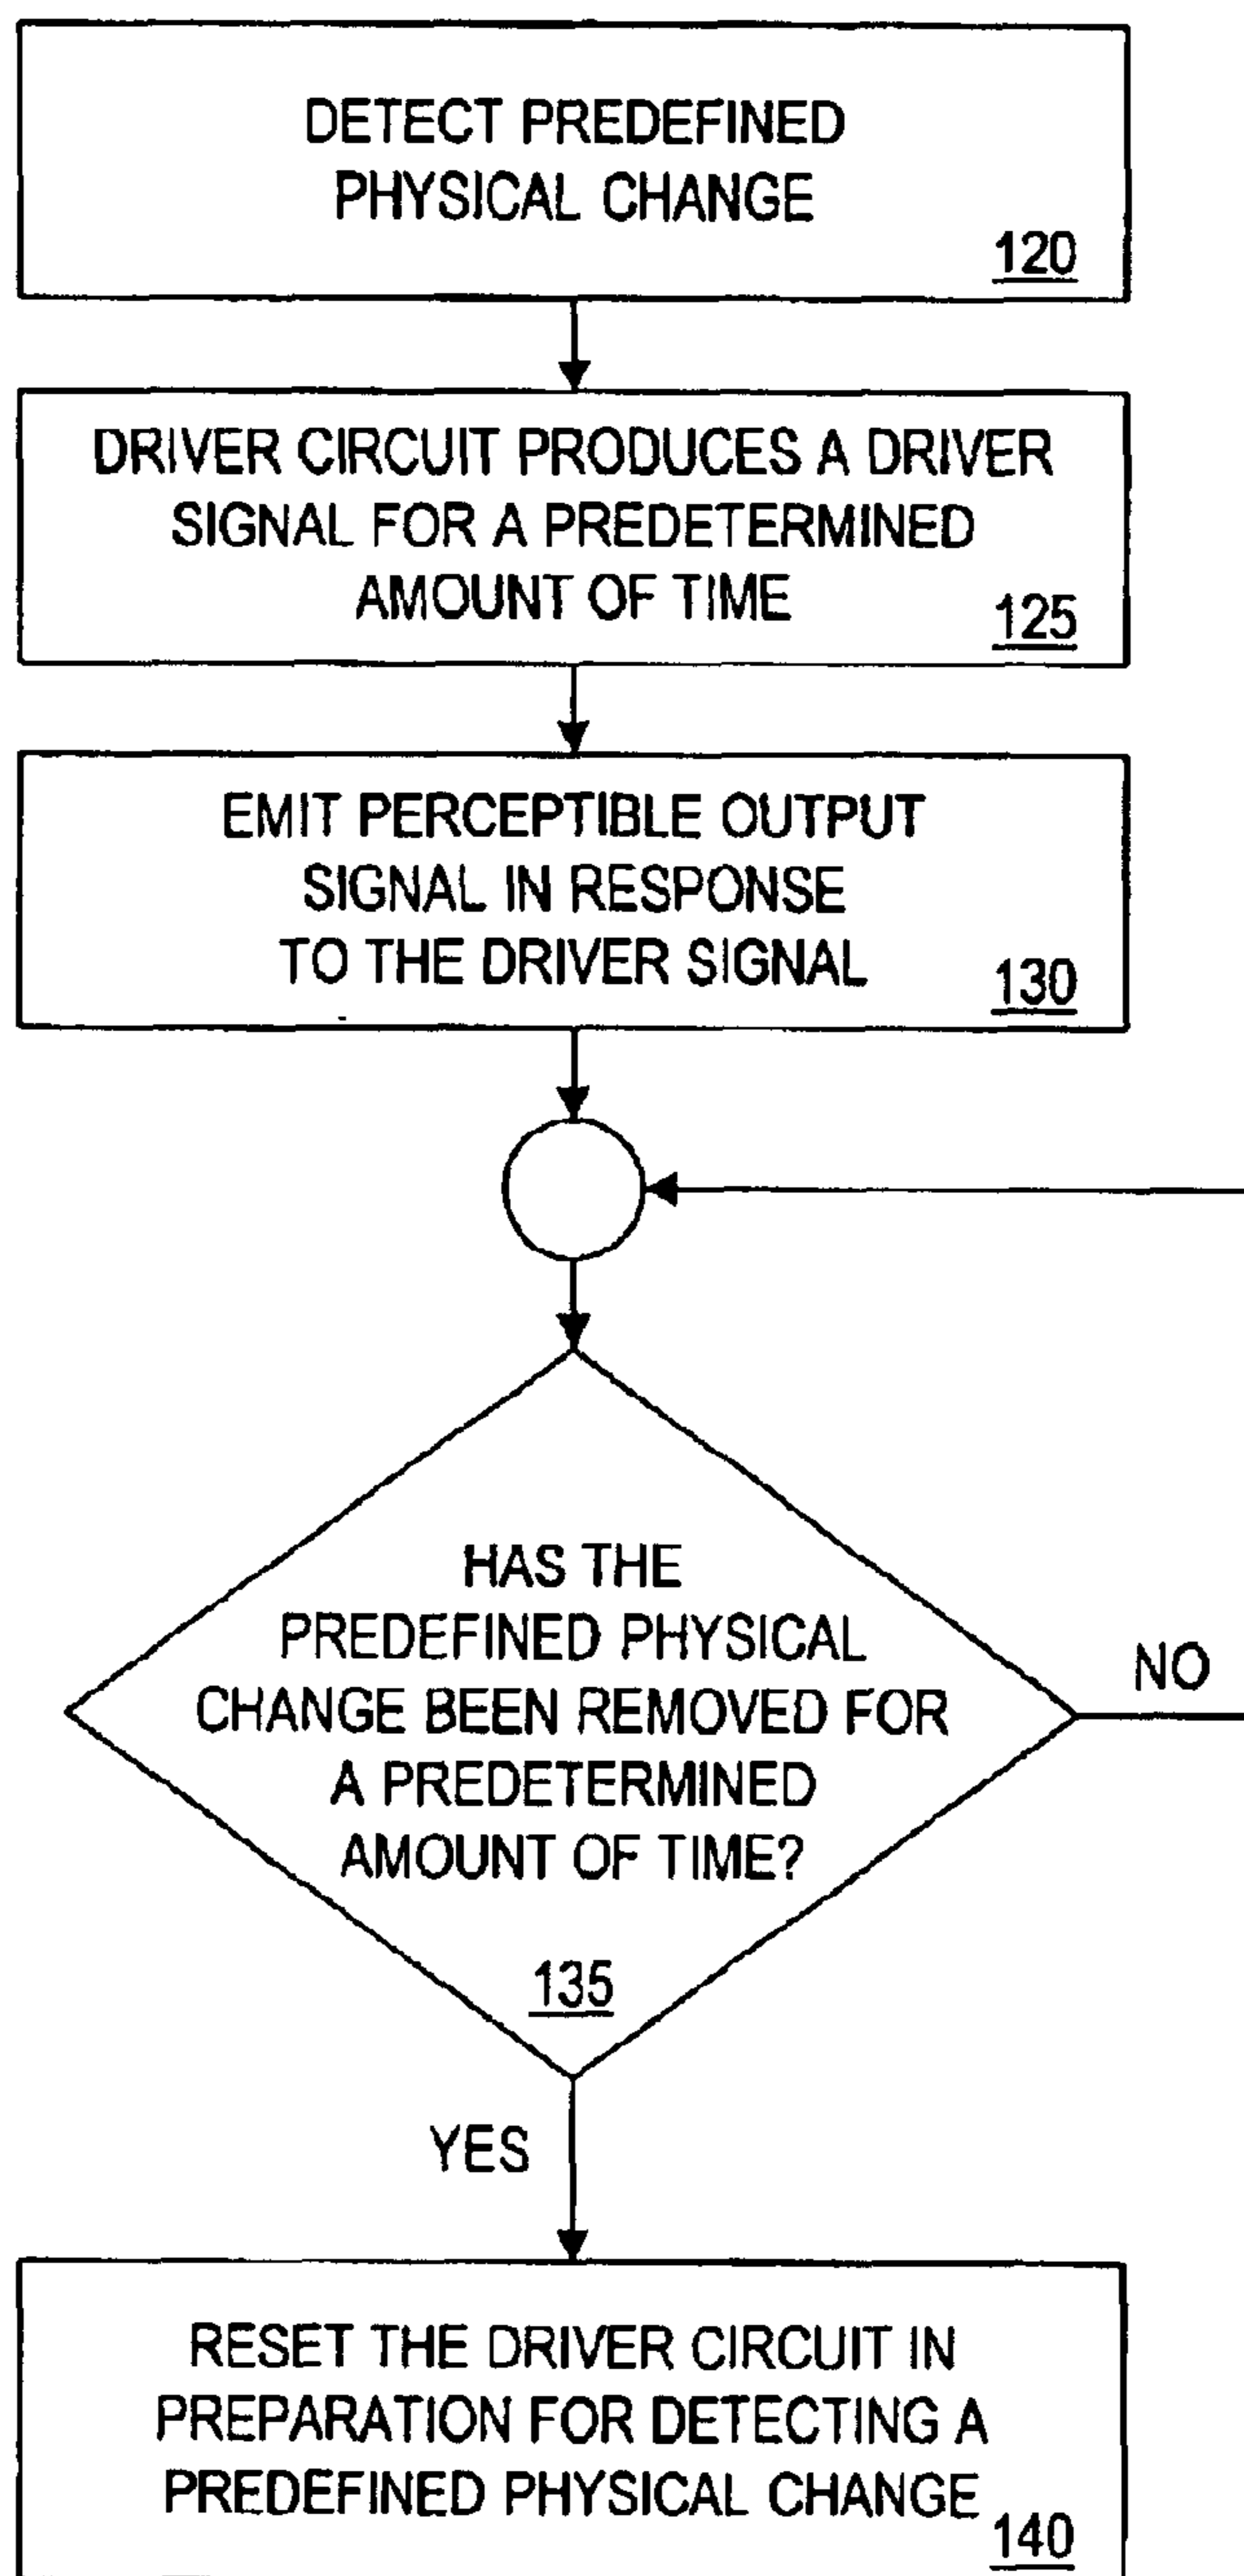 DETECT PREDEFINED
PHYSICAL CHANGE
120
DRIVER CIRCUIT PRODUCES A DRIVER
SIGNAL FOR A PREDETERMINED
AMOUNT OF TIME
125
EMIT PERCEPTIBLE OUTPUT
SIGNAL IN RESPONSE
TO THE DRIVER SIGNAL
130
HAS THE
PREDEFINED PHYSICAL
CHANGE BEEN REMOVED FOR
A PREDETERMINED
AMOUNT OF TIME?
135
NO
YES
RESET THE DRIVER CIRCUIT IN
PREPARATION FOR DETECTING A
PREDEFINED PHYSICAL CHANGE
140